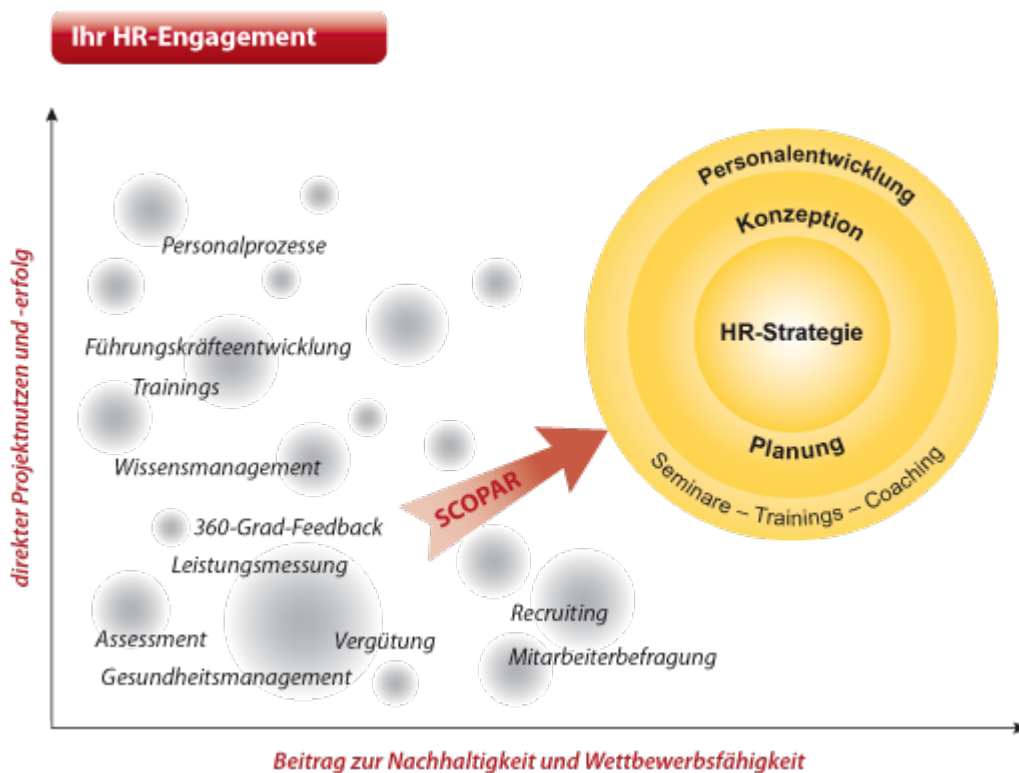 Ihr HR-Engagement
direkter Projektnutzen und -erfolg
Personalprozesse
Führungskräfteentwicklung
Trainings
Wissensmanagement
360-Grad-Feedback
Leistungsmessung
Assessment
Vergütung
Gesundheitsmanagement
Recruiting
Mitarbeiterbefragung
SCOPAR
Personalentwicklung
Konzeption
HR-Strategie
Planung
Seminare – Trainings – Coaching
Beitrag zur Nachhaltigkeit und Wettbewerbsfähigkeit